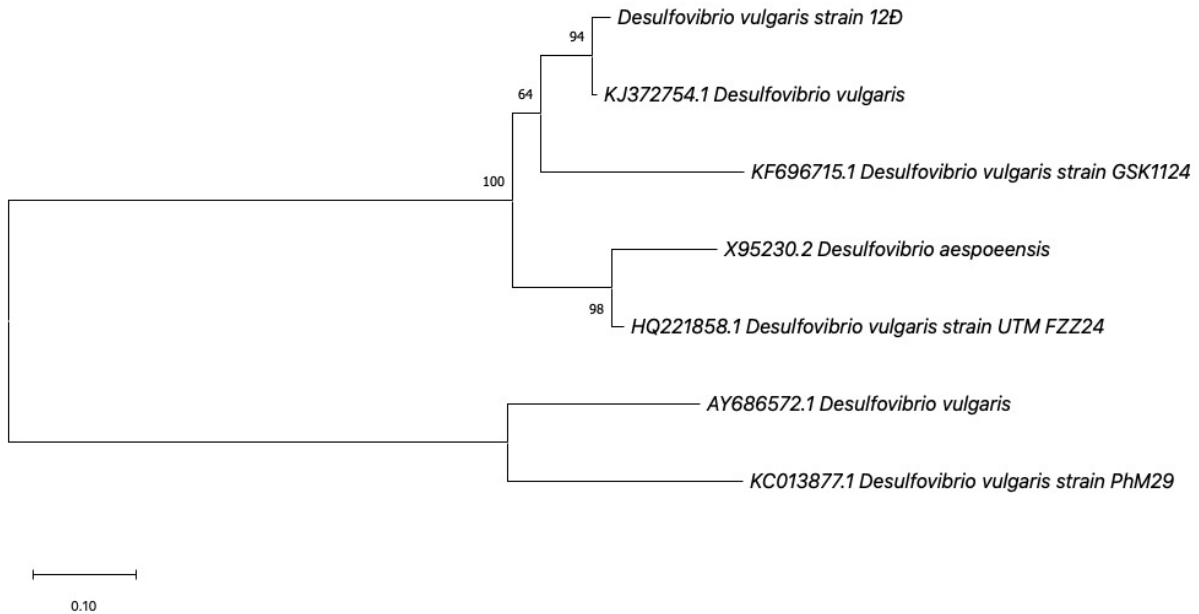 Desulfovibrio vulgaris strain 12Đ
94
KJ372754.1 Desulfovibrio vulgaris
64
KF696715.1 Desulfovibrio vulgaris strain GSK1124
100
X95230.2 Desulfovibrio aespoeensis
98
HQ221858.1 Desulfovibrio vulgaris strain UTM FZZ24
AY686572.1 Desulfovibrio vulgaris
KC013877.1 Desulfovibrio vulgaris strain PhM29
0.10